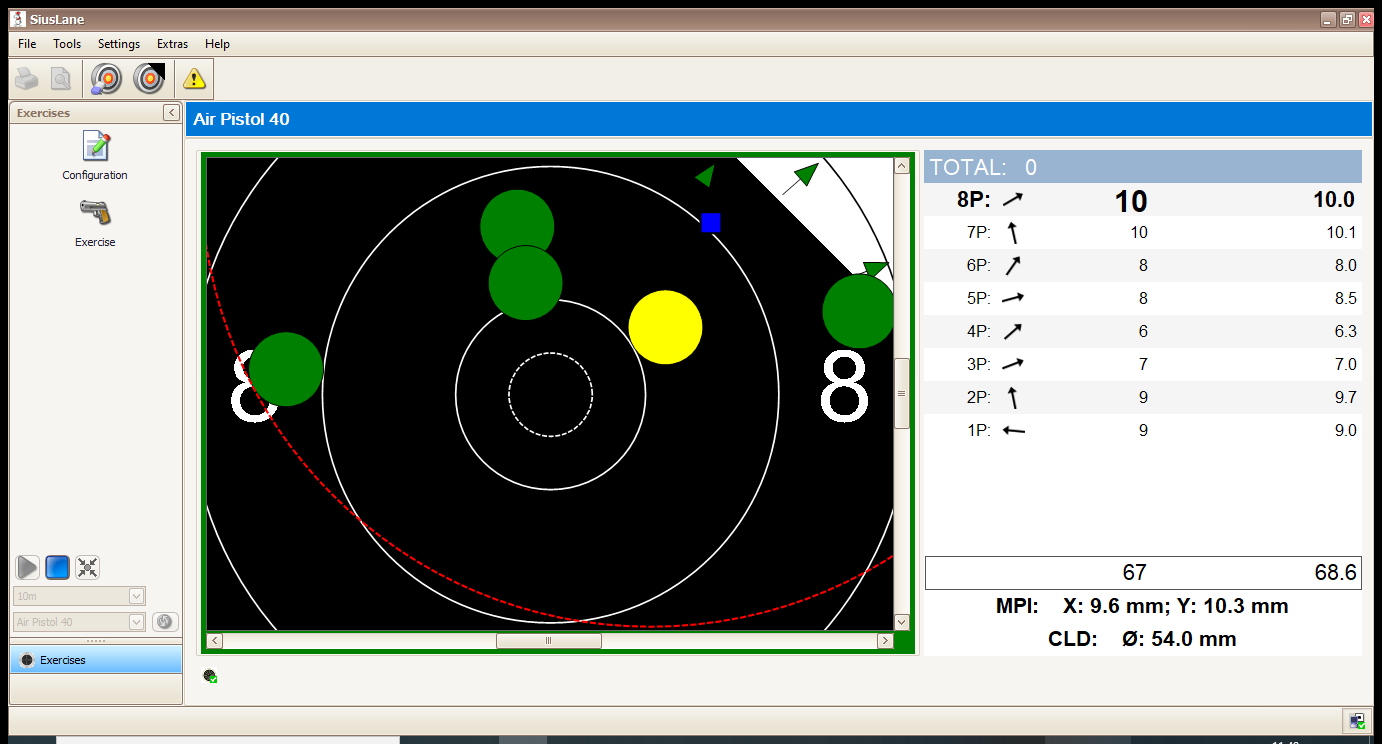 SiusLane
File Tools Settings Extras Help
Exercises
Configuration
Exercise
10m
Air Pistol 40
Exercises
Air Pistol 40
8
8
TOTAL: 0
8P: 10 10.0
7P: 10 10.1
6P: 8 8.0
5P: 8 8.5
4P: 6 6.3
3P: 7 7.0
2P: 9 9.7
1P: 9 9.0
67 68.6
MPI: X: 9.6 mm; Y: 10.3 mm
CLD: Ø: 54.0 mm